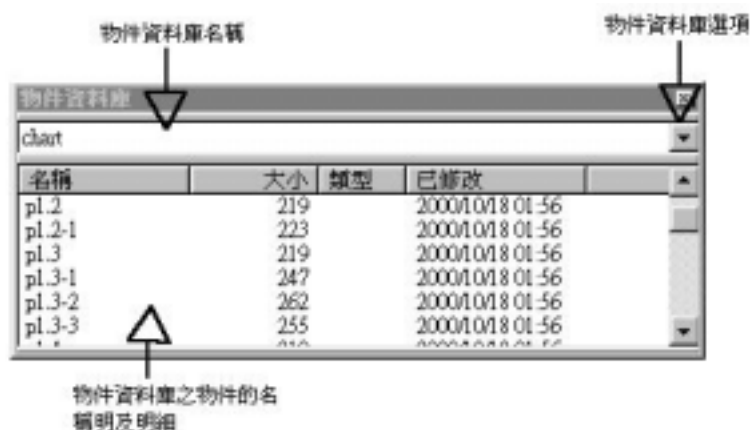 物件資料庫名稱
物件資料庫選項
物件資料庫
chart
名稱 大小 類型 已修改
p1.2 219 2000/10/18 01:56
p1.2-1 223 2000/10/18 01:56
p1.3 219 2000/10/18 01:56
p1.3-1 247 2000/10/18 01:56
p1.3-2 262 2000/10/18 01:56
p1.3-3 255 2000/10/18 01:56
物件資料庫之物件的名
稱明及明細